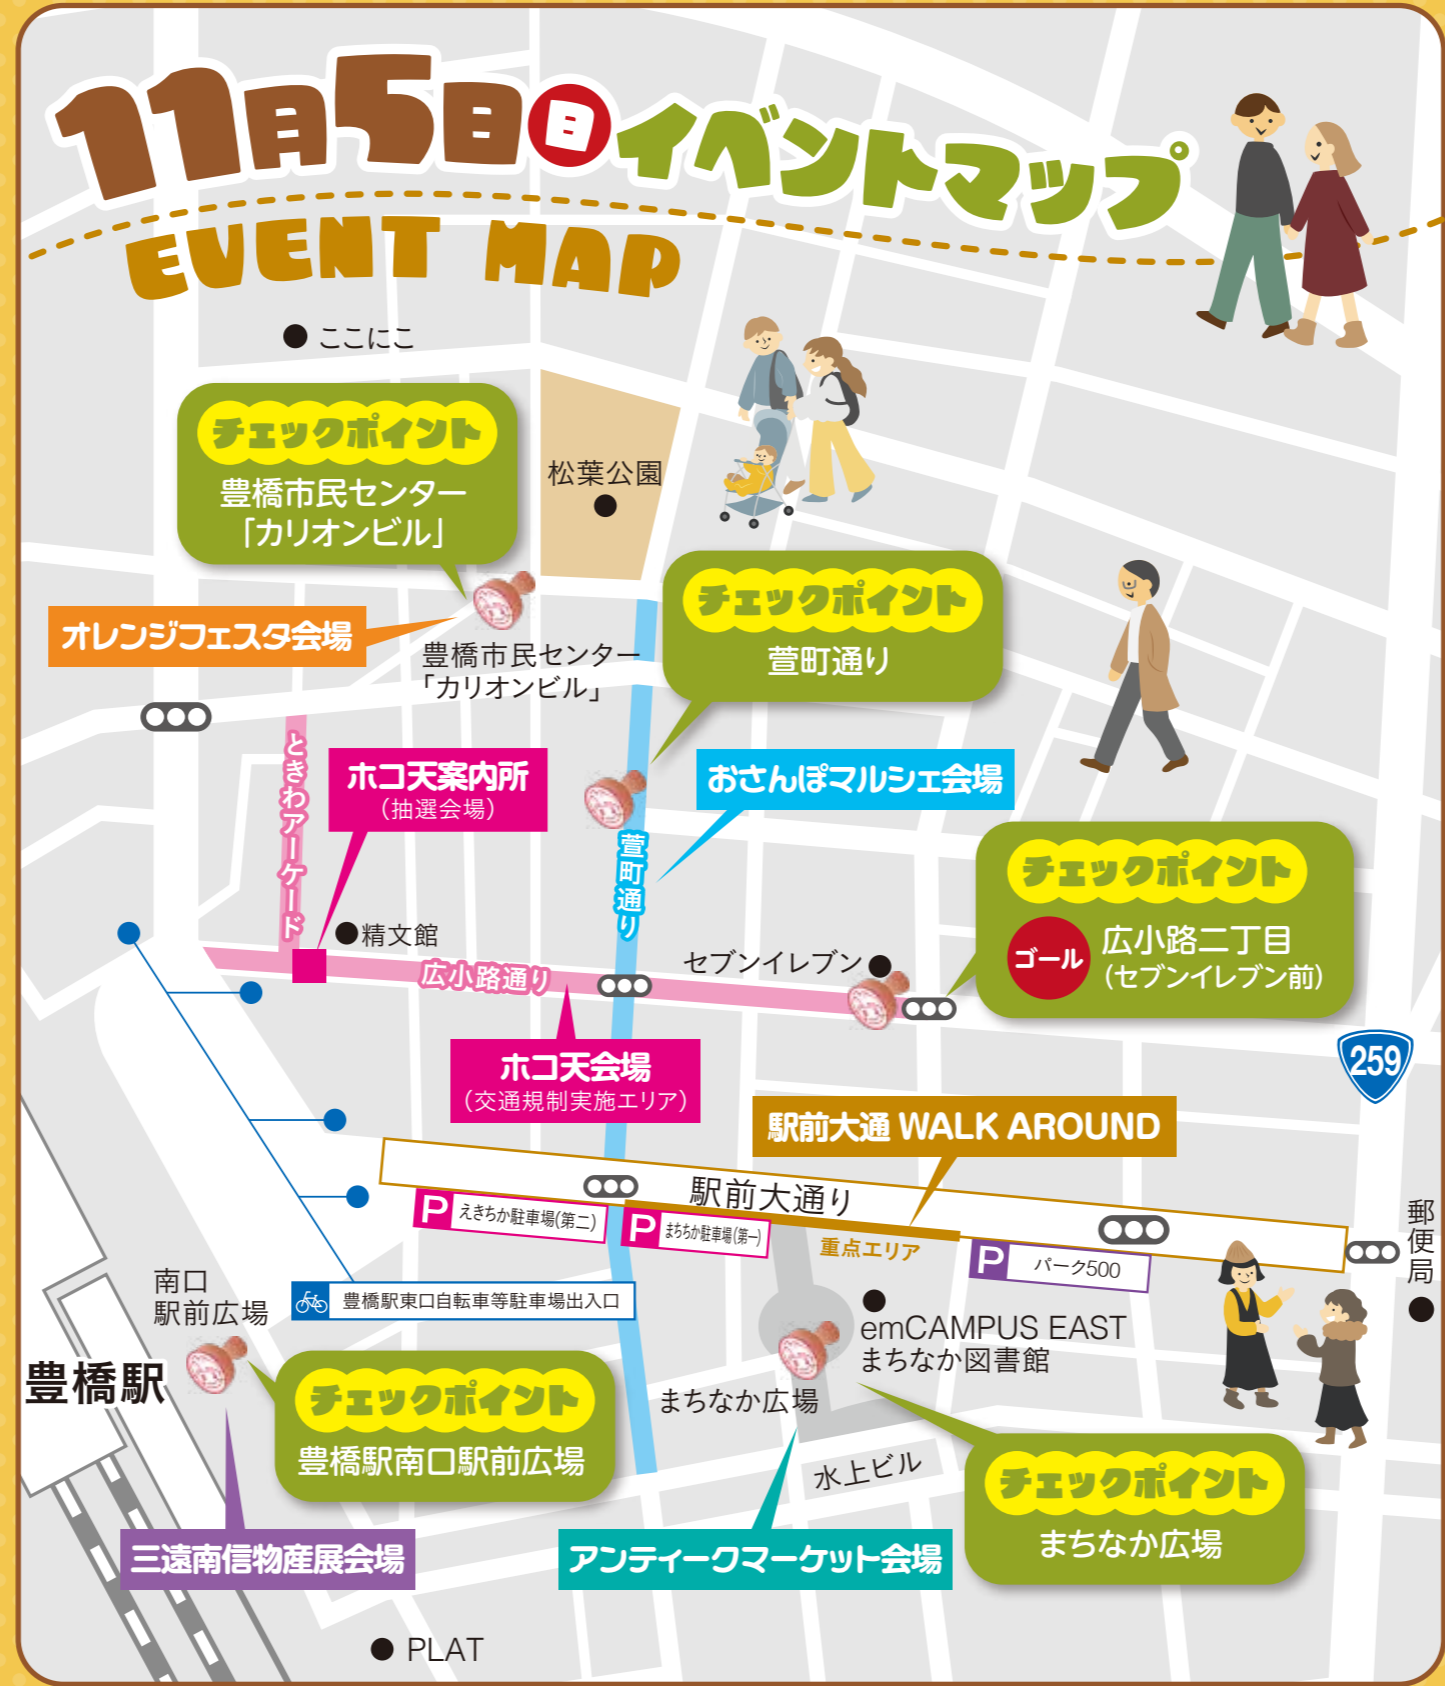 11月5日日イベントマップ
EVENT MAP
ここにこ
チェックポイント
豊橋市民センター
「カリオンビル」
松葉公園
オレンジフェスタ会場
豊橋市民センター
「カリオンビル」
チェックポイント
萱町通り
ときわアーケード
ホコ天案内所
（抽選会場）
おさんぽマルシェ会場
萱町通り
精文館
広小路通り
セブンイレブン
チェックポイント
ゴール
広小路二丁目
（セブンイレブン前）
ホコ天会場
（交通規制実施エリア）
259
駅前大通 WALK AROUND
駅前大通り
P えきちか駐車場(第二)
P まちちか駐車場(第一)
重点エリア
P パーク500
郵便局
南口
駅前広場
豊橋駅東口自転車等駐車場出入口
豊橋駅
emCAMPUS EAST
まちなか図書館
まちなか広場
チェックポイント
豊橋駅南口駅前広場
水上ビル
チェックポイント
まちなか広場
三遠南信物産展会場
アンティークマーケット会場
PLAT